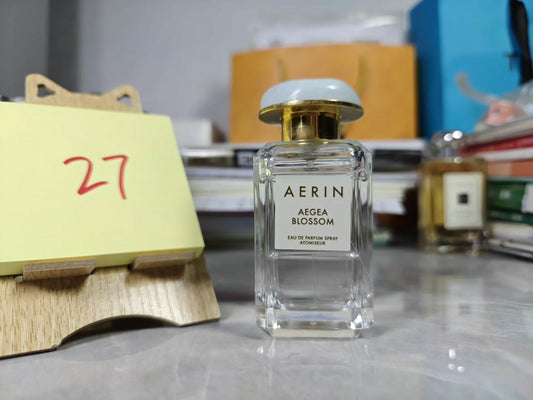 27
AERIN
AEGEA
BLOSSOM
EAU DE PARFUM SPRAY
ATOMISEUR